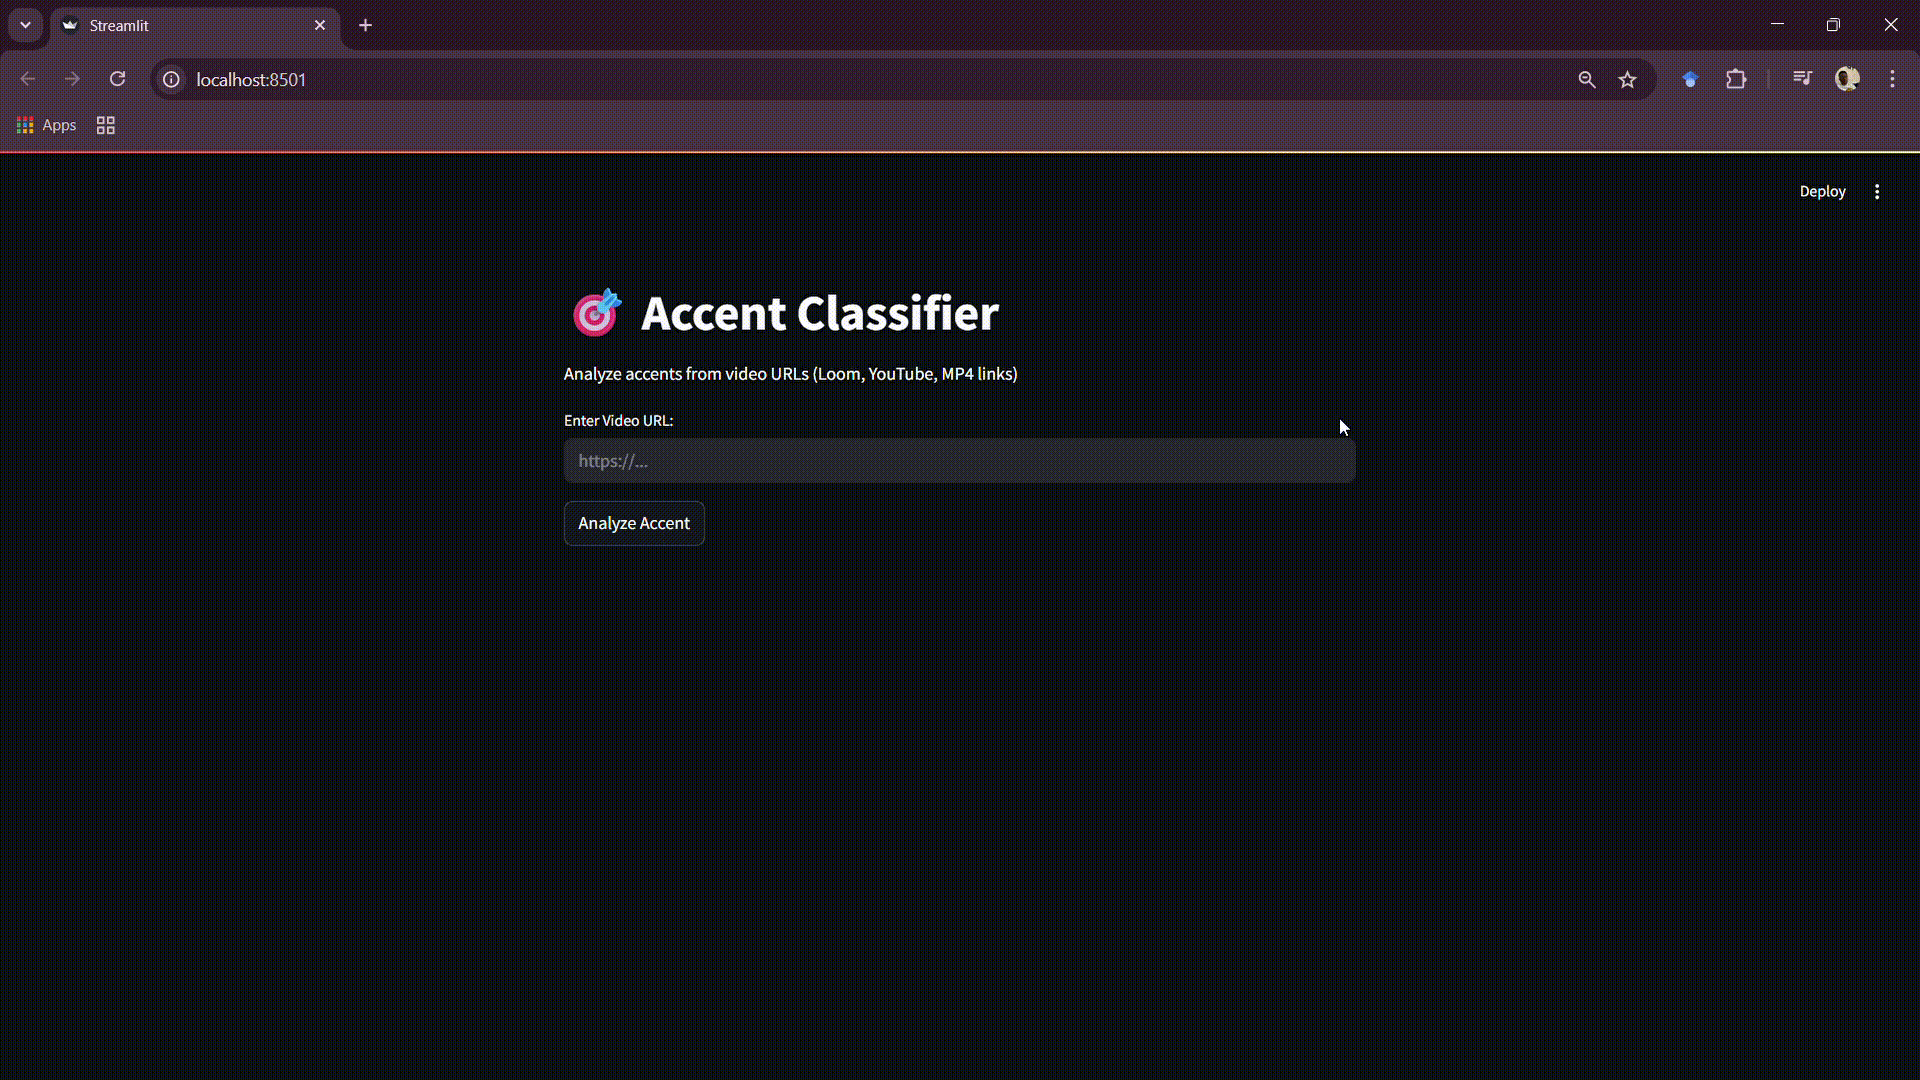 Streamlit
localhost:8501
Apps
Deploy
Accent Classifier
Analyze accents from video URLs (Loom, YouTube, MP4 links)
Enter Video URL:
https://...
Analyze Accent